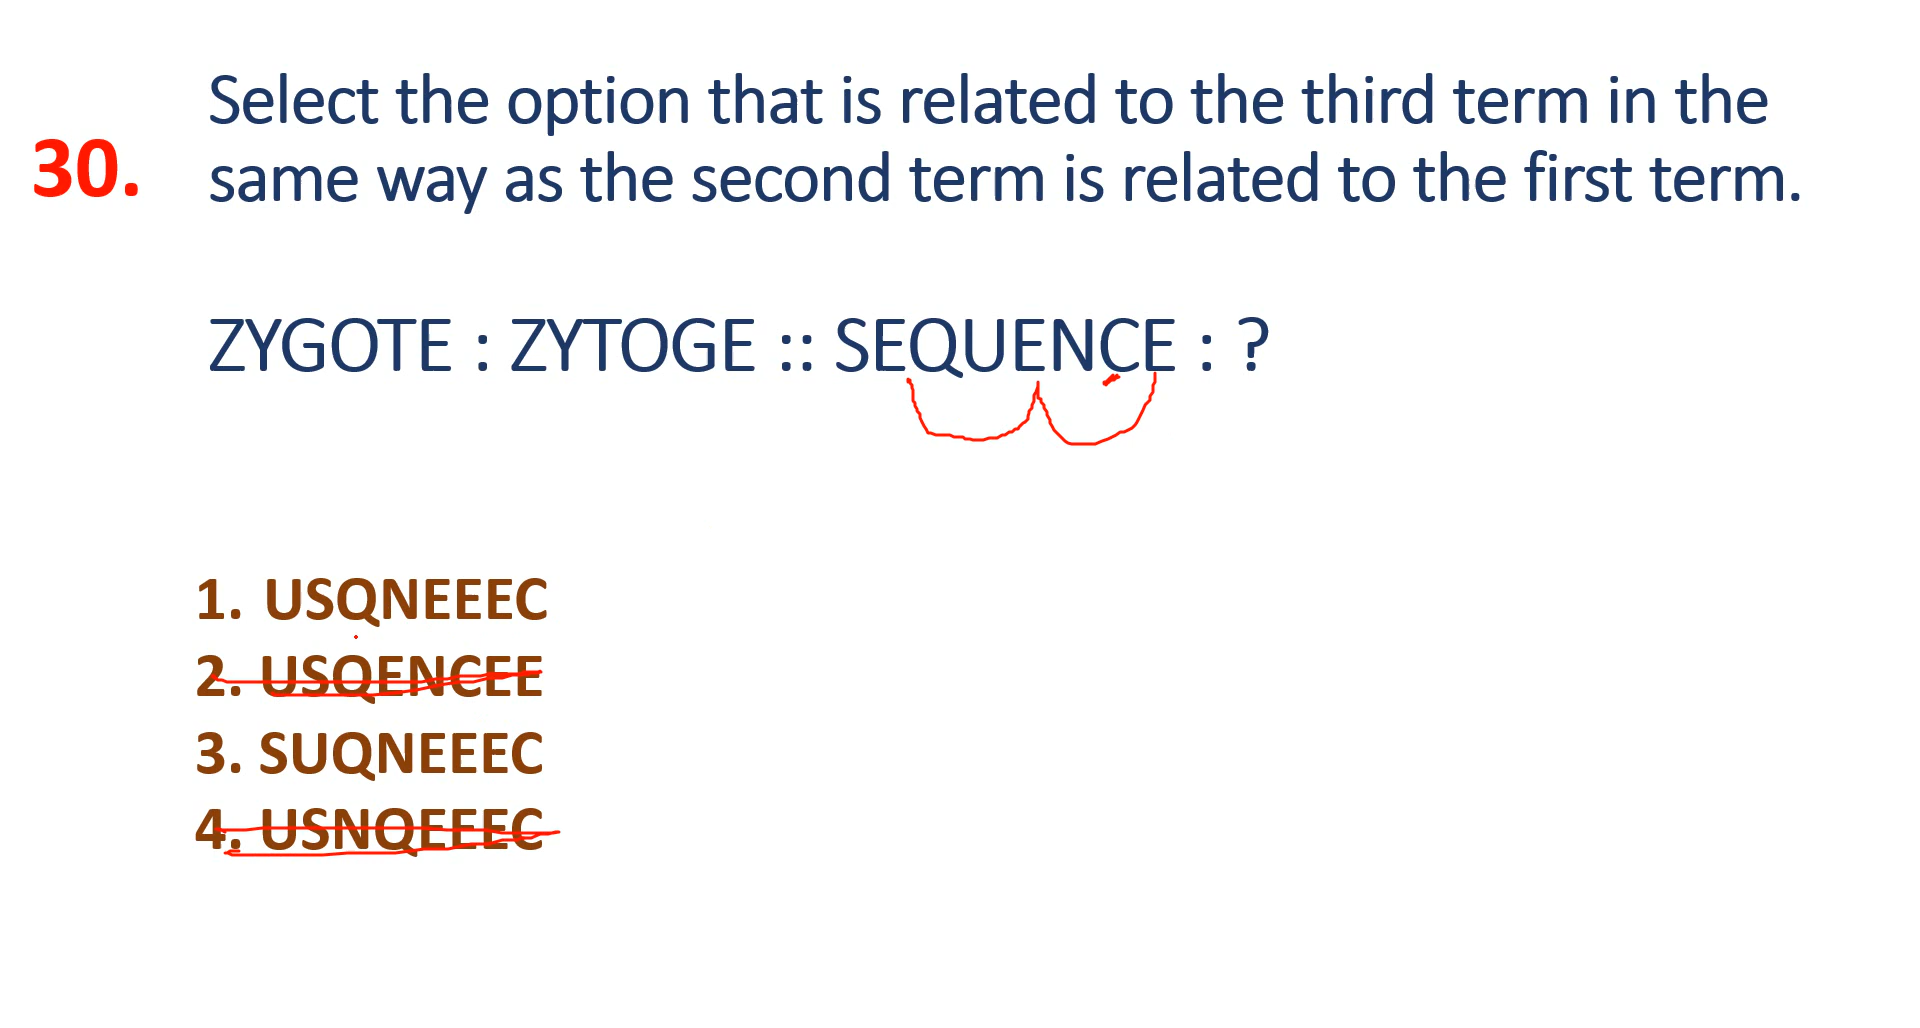 Select the option that is related to the third term in the
30. same way as the second term is related to the first term.
ZYGOTE : ZYTOGE :: SEQUENCE : ?
1. USQNEEEC
2. USQENCEE
3. SUQNEEEC
4. USNQEEEC